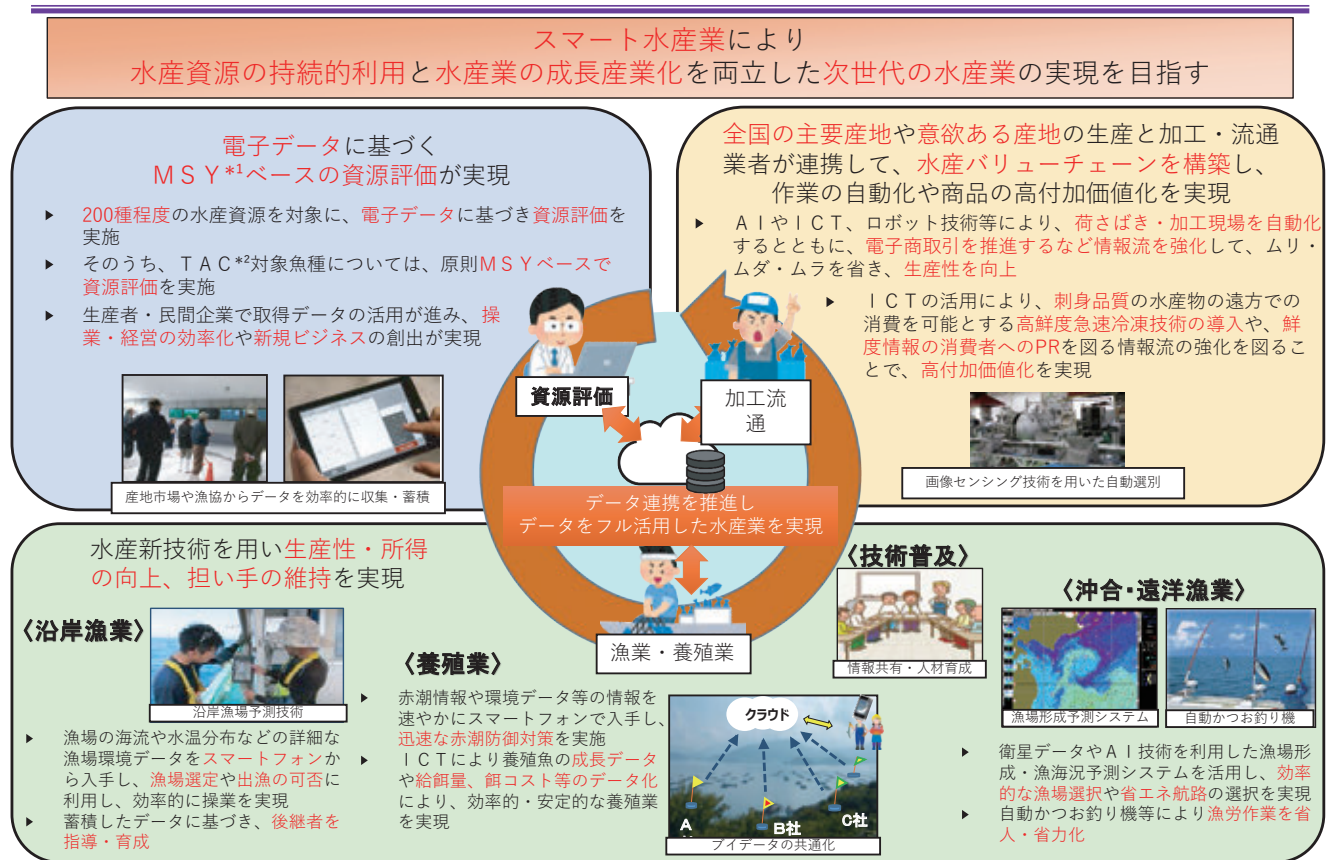 スマート水産業により
水産資源の持続的利用と水産業の成長産業化を両立した次世代の水産業の実現を目指す
電子データに基づく
ＭＳＹ*1ベースの資源評価が実現
▶ 200種程度の水産資源を対象に、電子データに基づき資源評価を
実施
▶ そのうち、ＴＡＣ*2対象魚種については、原則ＭＳＹベースで
資源評価を実施
▶ 生産者・民間企業で取得データの活用が進み、操
業・経営の効率化や新規ビジネスの創出が実現
産地市場や漁協からデータを効率的に収集・蓄積
全国の主要産地や意欲ある産地の生産と加工・流通
業者が連携して、水産バリューチェーンを構築し、
作業の自動化や商品の高付加価値化を実現
▶ ＡＩやＩＣＴ、ロボット技術等により、荷さばき・加工現場を自動化
するとともに、電子商取引を推進するなど情報流を強化して、ムリ・
ムダ・ムラを省き、生産性を向上
▶ ＩＣＴの活用により、刺身品質の水産物の遠方での
消費を可能とする高鮮度急速冷凍技術の導入や、鮮
度情報の消費者へのPRを図る情報流の強化を図るこ
とで、高付加価値化を実現
画像センシング技術を用いた自動選別
資源評価
加工流
通
データ連携を推進し
データをフル活用した水産業を実現
漁業・養殖業
水産新技術を用い生産性・所得
の向上、担い手の維持を実現
〈沿岸漁業〉
沿岸漁場予測技術
▶ 漁場の海流や水温分布などの詳細な
漁場環境データをスマートフォンか
ら入手し、漁場選定や出漁の可否に
利用し、効率的に操業を実現
▶ 蓄積したデータに基づき、後継者を
指導・育成
〈養殖業〉
▶ 赤潮情報や環境データ等の情報を
速やかにスマートフォンで入手し、
迅速な赤潮防御対策を実施
▶ ＩＣＴにより養殖魚の成長データ
や給餌量、餌コスト等のデータ化
により、効率的・安定的な養殖業
を実現
クラウド
A
B社
C社
ブイデータの共通化
〈技術普及〉
情報共有・人材育成
〈沖合・遠洋漁業〉
漁場形成予測システム
自動かつお釣り機
▶ 衛星データやＡＩ技術を利用した漁場形
成・漁海況予測システムを活用し、効率
的な漁場選択や省エネ航路の選択を実現
▶ 自動かつお釣り機等により漁労作業を省
人・省力化